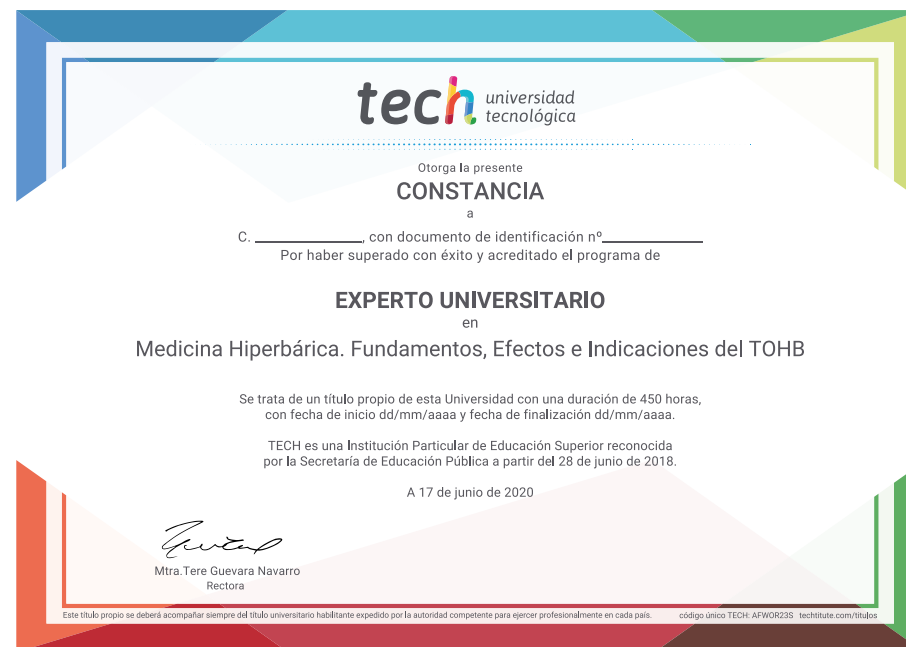 tech universidad
tecnológica
Otorga la presente
CONSTANCIA
a
C. ____________, con documento de identificación nº____________
Por haber superado con éxito y acreditado el programa de
EXPERTO UNIVERSITARIO
en
Medicina Hiperbárica. Fundamentos, Efectos e Indicaciones del TOHB
Se trata de un título propio de esta Universidad con una duración de 450 horas,
con fecha de inicio dd/mm/aaaa y fecha de finalización dd/mm/aaaa.
TECH es una Institución Particular de Educación Superior reconocida
por la Secretaría de Educación Pública a partir del 28 de junio de 2018.
A 17 de junio de 2020
Mtra.Tere Guevara Navarro
Rectora
Este título propio se deberá acompañar siempre del título universitario habilitante expedido por la autoridad competente para ejercer profesionalmente en cada país. código único TECH: AFWOR23S techtitute.com/titulos